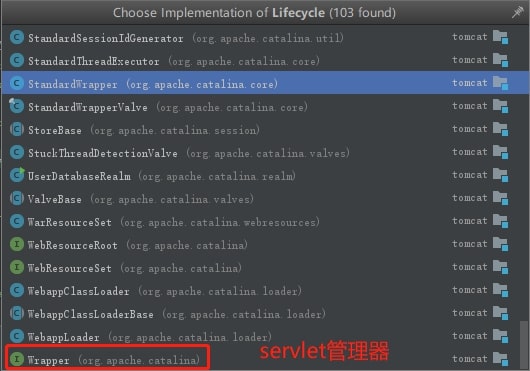 Choose Implementation of Lifecycle (103 found)
StandardSessionIdGenerator (org.apache.catalina.util) tomcat
StandardThreadExecutor (org.apache.catalina.core) tomcat
StandardWrapper (org.apache.catalina.core) tomcat
StandardWrapperValve (org.apache.catalina.core) tomcat
StoreBase (org.apache.catalina.session) tomcat
StuckThreadDetectionValve (org.apache.catalina.valves) tomcat
UserDatabaseRealm (org.apache.catalina.realm) tomcat
ValveBase (org.apache.catalina.valves) tomcat
WarResourceSet (org.apache.catalina.webresources) tomcat
WebResourceRoot (org.apache.catalina) tomcat
WebResourceSet (org.apache.catalina) tomcat
WebappClassLoader (org.apache.catalina.loader) tomcat
WebappClassLoaderBase (org.apache.catalina.loader) tomcat
WebappLoader (org.apache.catalina.loader) tomcat
Wrapper (org.apache.catalina) servlet管理器 tomcat